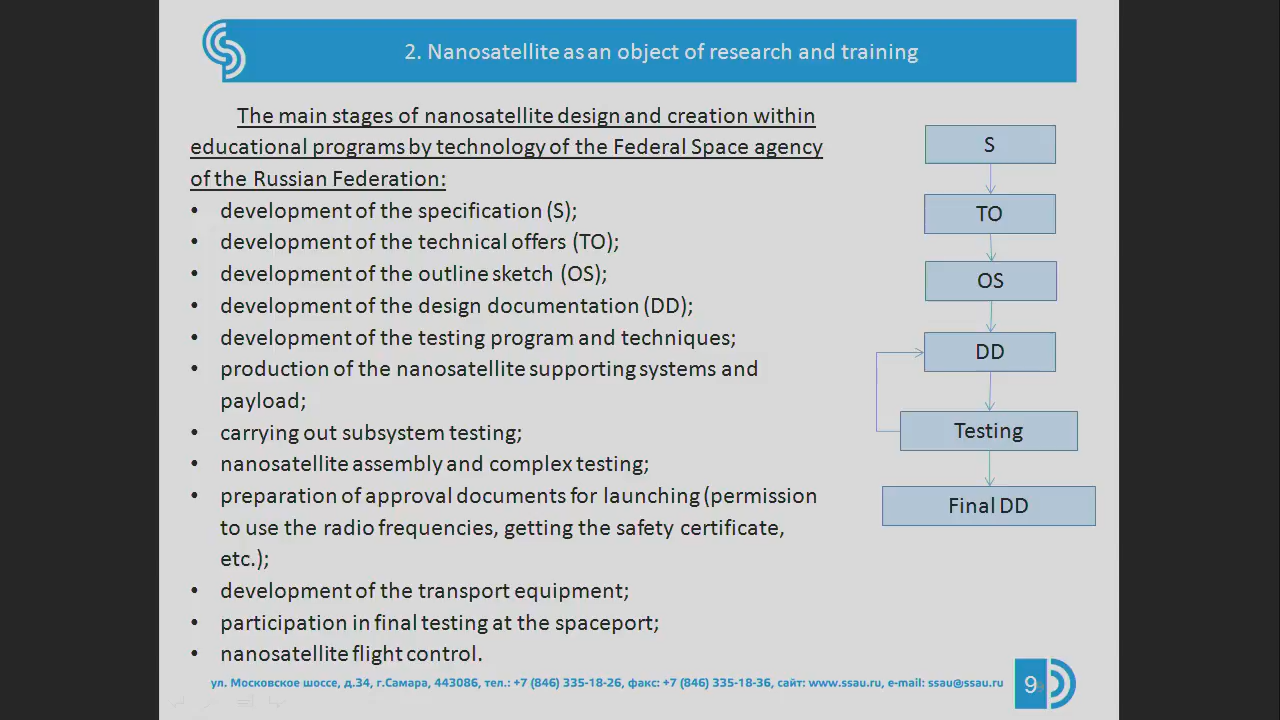 2. Nanosatellite as an object of research and training
The main stages of nanosatellite design and creation within
educational programs by technology of the Federal Space agency
of the Russian Federation:
• development of the specification (S);
• development of the technical offers (TO);
• development of the outline sketch (OS);
• development of the design documentation (DD);
• development of the testing program and techniques;
• production of the nanosatellite supporting systems and
payload;
• carrying out subsystem testing;
• nanosatellite assembly and complex testing;
• preparation of approval documents for launching (permission
to use the radio frequencies, getting the safety certificate,
etc.);
• development of the transport equipment;
• participation in final testing at the spaceport;
• nanosatellite flight control.
S
TO
OS
DD
Testing
Final DD
ул. Московское шоссе, д.34, г.Самара, 443086, тел.: +7 (846) 335-18-26, факс: +7 (846) 335-18-36, сайт: www.ssau.ru, e-mail: ssau@ssau.ru
9